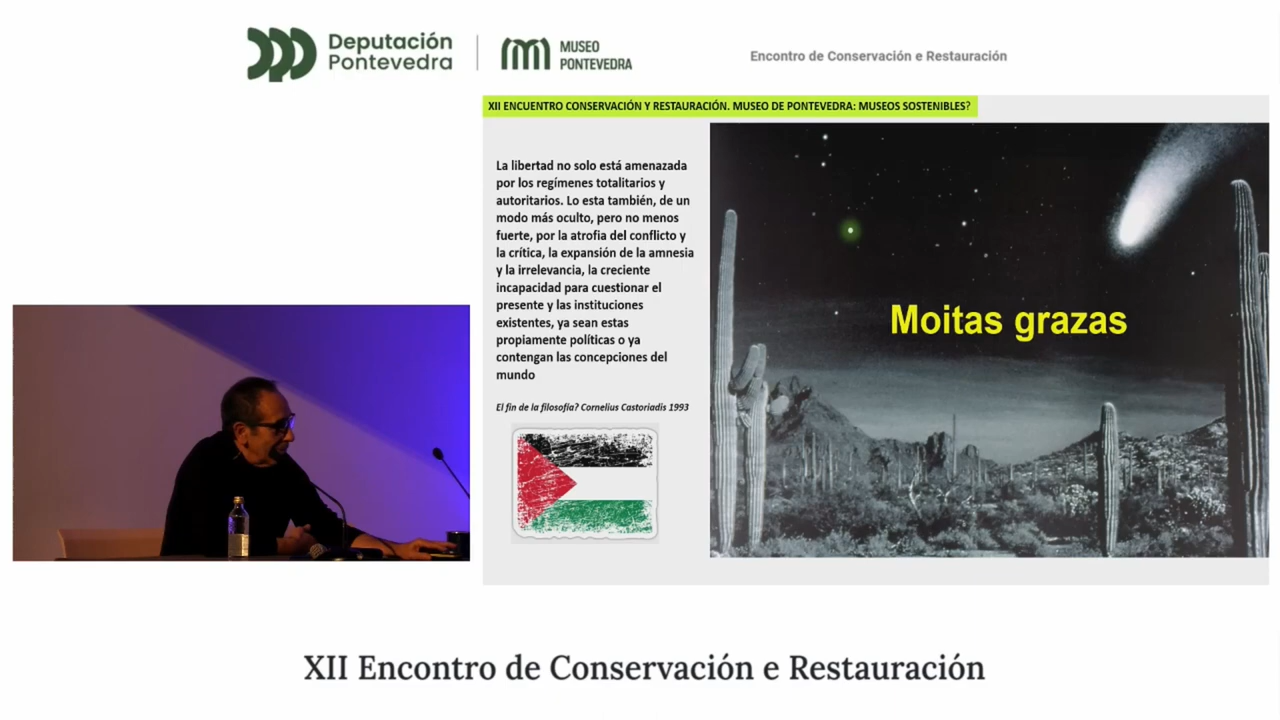 Deputación
Pontevedra
MUSEO
PONTEVEDRA
Encontro de Conservación e Restauración
XII ENCUENTRO CONSERVACIÓN Y RESTAURACIÓN. MUSEO DE PONTEVEDRA: MUSEOS SOSTENIBLES?
La libertad no solo está amenazada
por los regímenes totalitarios y
autoritarios. Lo esta también, de un
modo más oculto, pero no menos
fuerte, por la atrofia del conflicto y
la crítica, la expansión de la amnesia
y la irrelevancia, la creciente
incapacidad para cuestionar el
presente y las instituciones
existentes, ya sean estas
propiamente políticas o ya
contengan las concepciones del
mundo
El fin de la filosofía? Cornelius Castoriadis 1993
Moitas grazas
XII Encontro de Conservación e Restauración